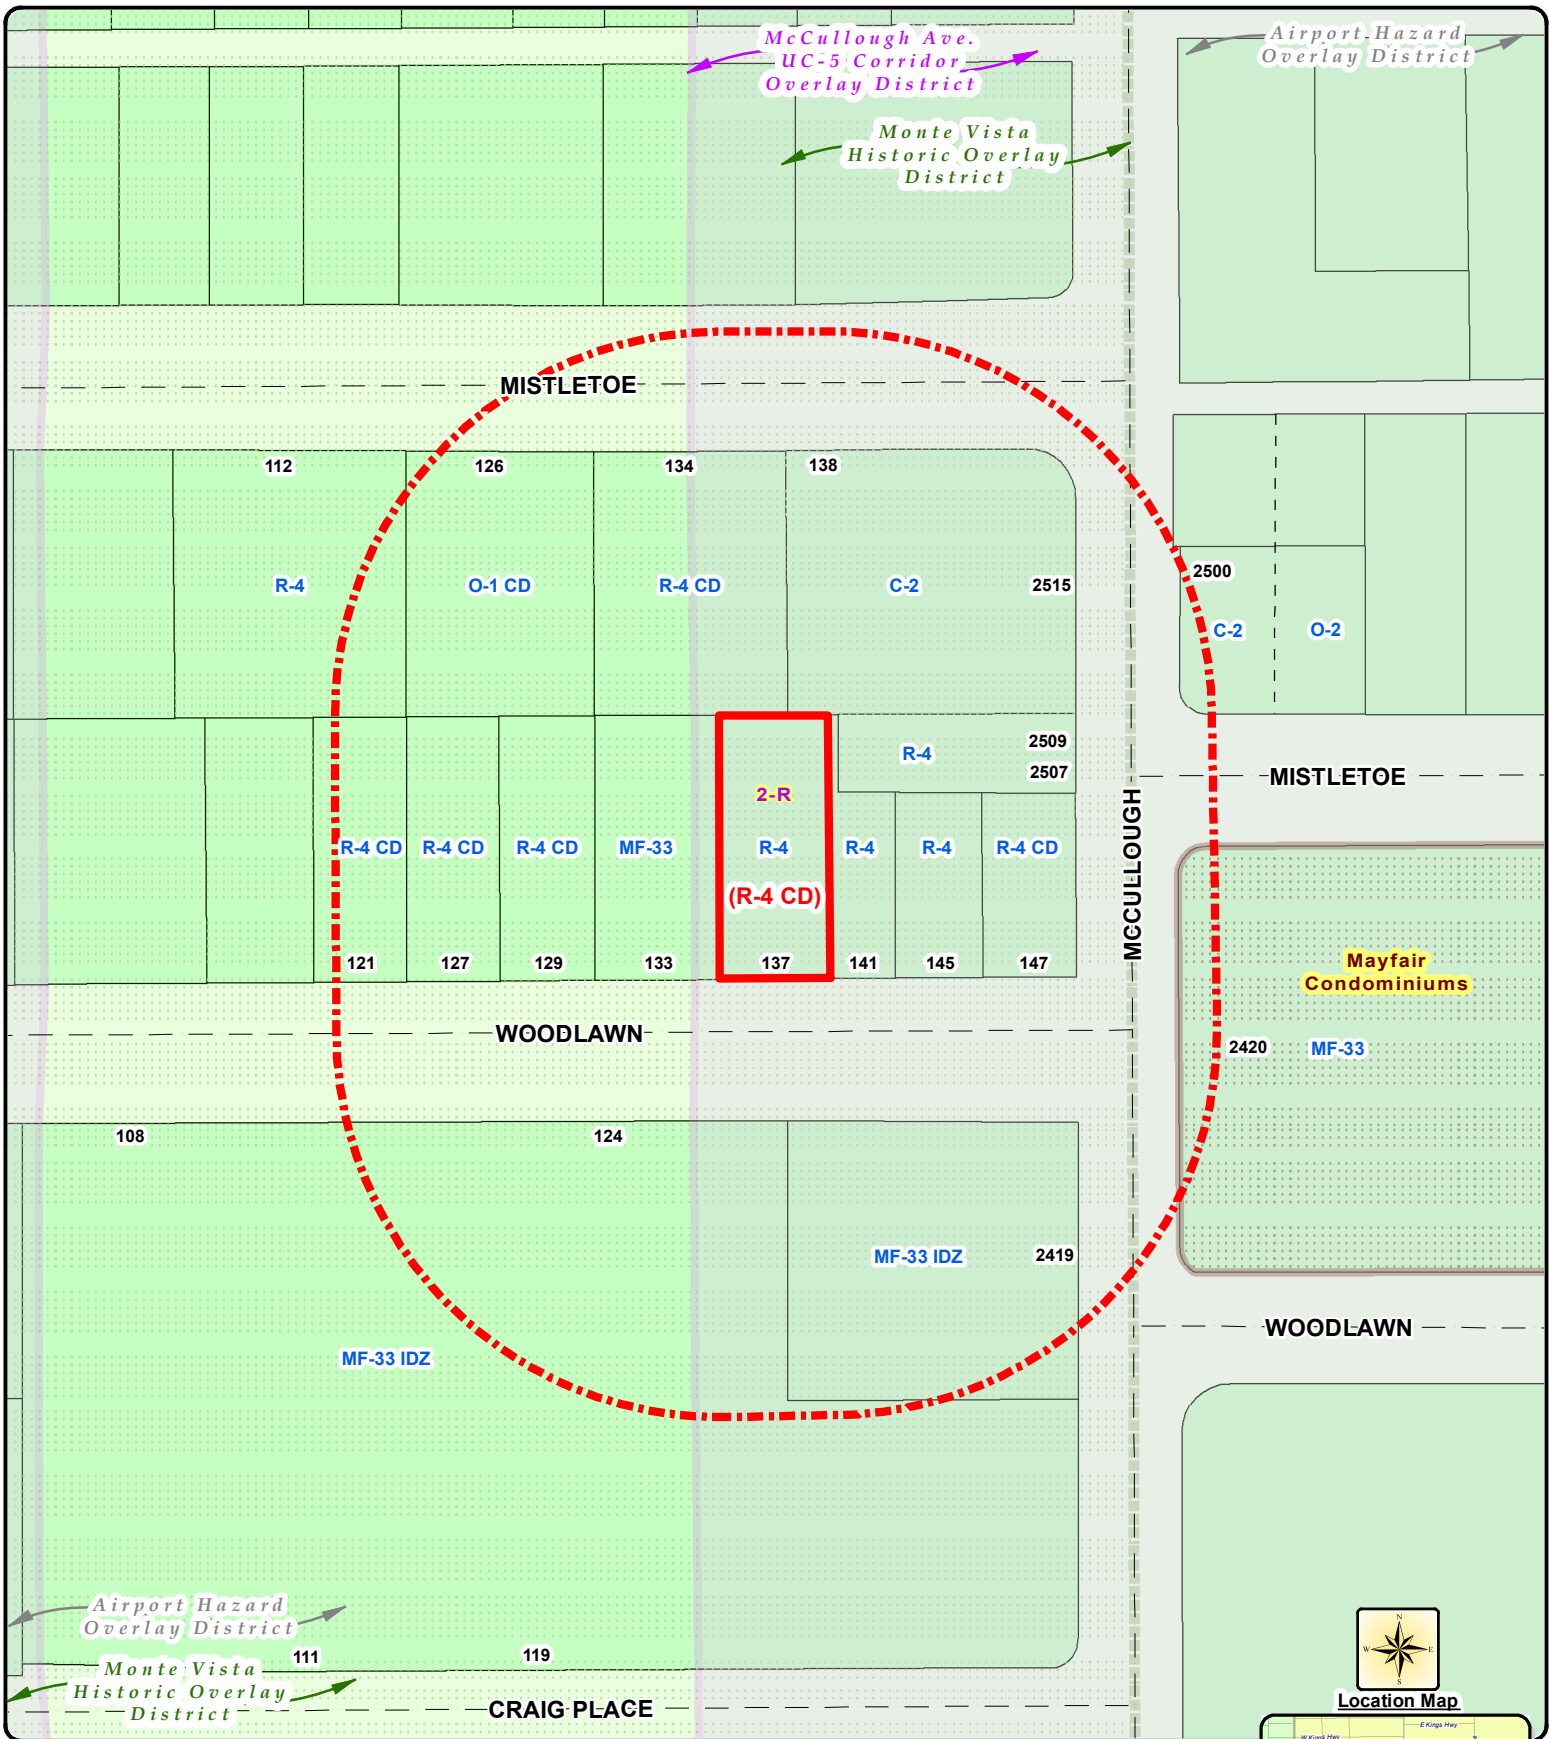 McCullough Ave.
UC-5 Corridor
Overlay District
Airport Hazard
Overlay District
Monte Vista
Historic Overlay
District
MISTLETOE
112
126
134
138
R-4
O-1 CD
R-4 CD
C-2
2515
2500
C-2
O-2
R-4
2509
2507
MISTLETOE
2-R
MCCULLOUGH
R-4 CD
R-4 CD
R-4 CD
MF-33
R-4
R-4
R-4
R-4 CD
(R-4 CD)
121
127
129
133
137
141
145
147
Mayfair
Condominiums
WOODLAWN
2420
MF-33
108
124
MF-33 IDZ
2419
WOODLAWN
MF-33 IDZ
Airport Hazard
Overlay District
111
119
Monte Vista
Historic Overlay
District
CRAIG PLACE
N
W
E
S
Location Map
E Kings Hwy
W Kings Hwy